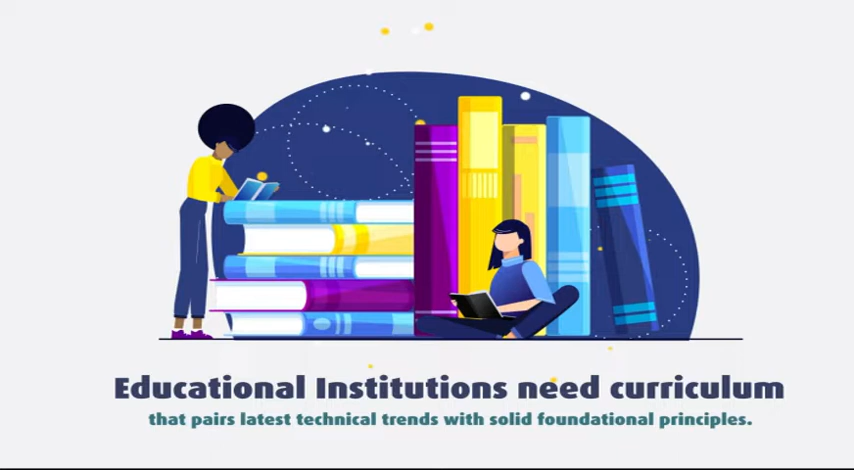 Educational Institutions need curriculum
that pairs latest technical trends with solid foundational principles.